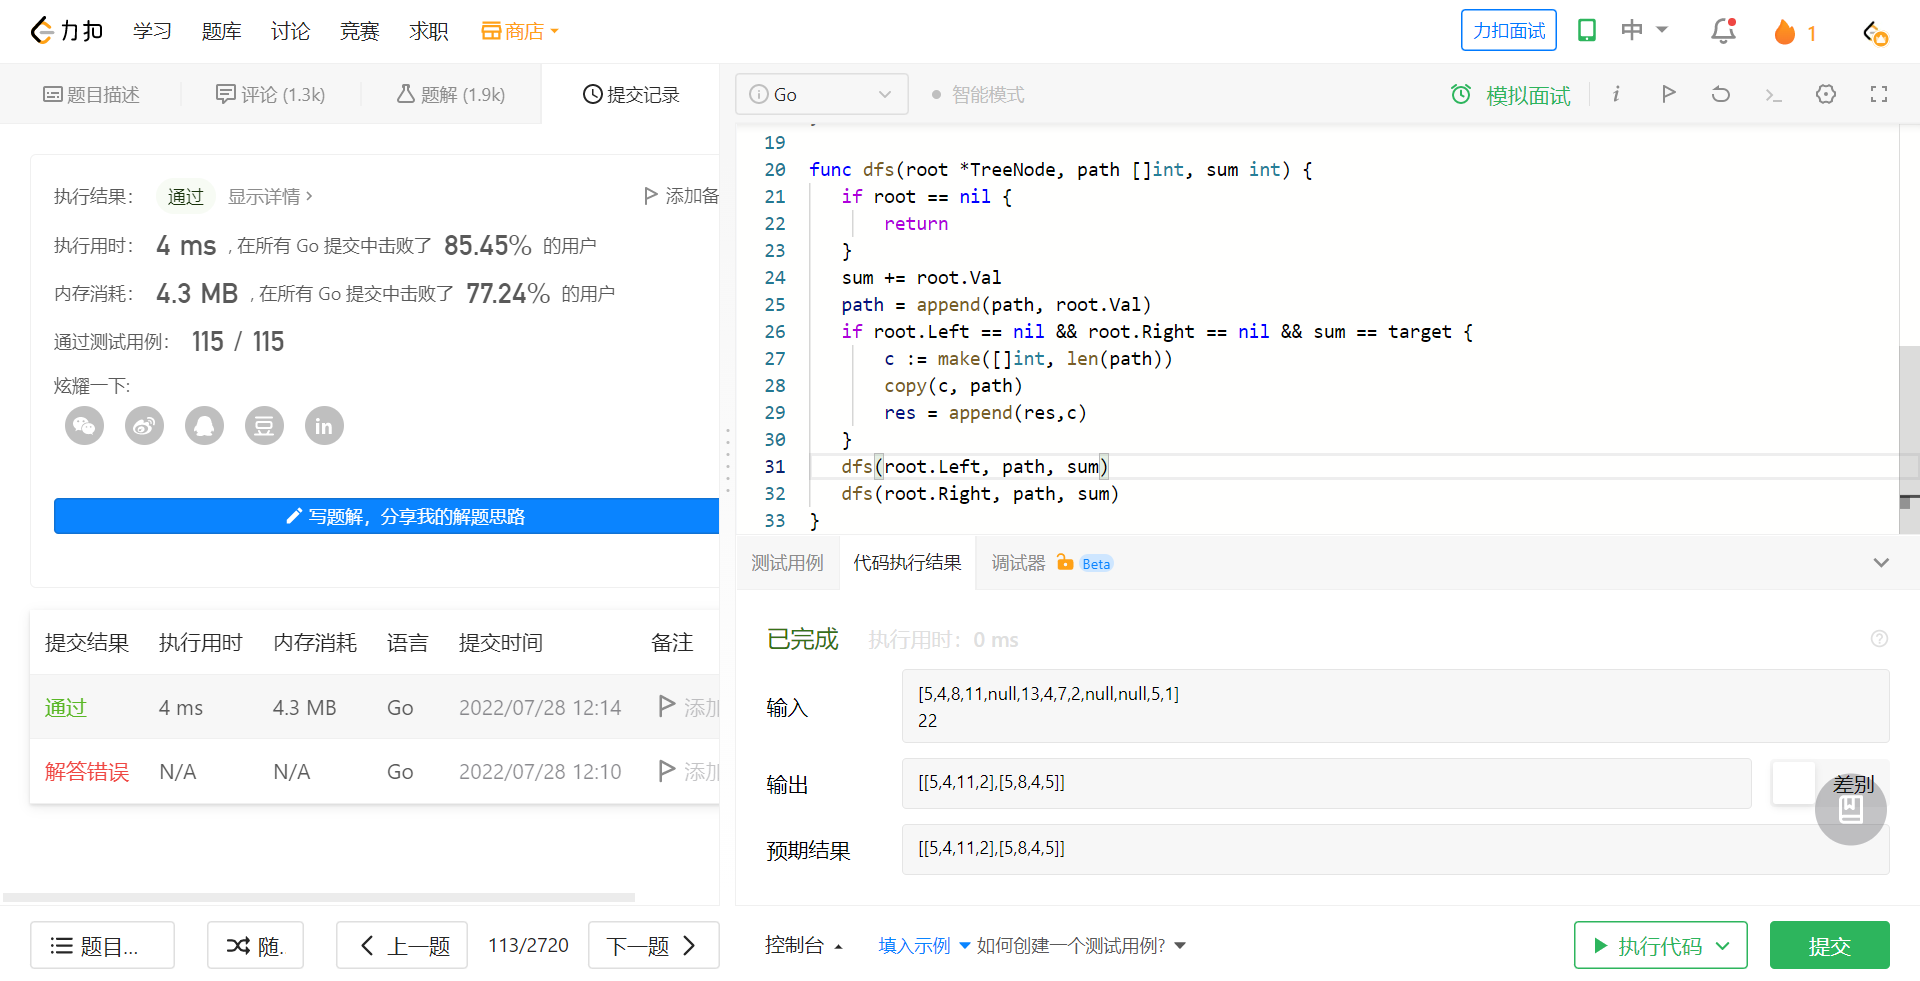 力扣 学习 题库 讨论 竞赛 求职 商店 力扣面试 中 1
题目描述 评论 (1.3k) 题解 (1.9k) 提交记录
执行结果： 通过 显示详情 › 添加备
执行用时： 4 ms , 在所有 Go 提交中击败了 85.45% 的用户
内存消耗： 4.3 MB , 在所有 Go 提交中击败了 77.24% 的用户
通过测试用例： 115 / 115
炫耀一下:
豆 in
写题解，分享我的解题思路
提交结果 执行用时 内存消耗 语言 提交时间 备注
通过 4 ms 4.3 MB Go 2022/07/28 12:14 添加
解答错误 N/A N/A Go 2022/07/28 12:10 添加
题目... 随. 上一题 113/2720 下一题
i Go 智能模式 模拟面试 i >_
19
20 func dfs(root *TreeNode, path []int, sum int) {
21 if root == nil {
22 return
23 }
24 sum += root.Val
25 path = append(path, root.Val)
26 if root.Left == nil && root.Right == nil && sum == target {
27 c := make([]int, len(path))
28 copy(c, path)
29 res = append(res,c)
30 }
31 dfs(root.Left, path, sum)
32 dfs(root.Right, path, sum)
33 }
测试用例 代码执行结果 调试器 Beta
已完成 执行用时：0 ms ?
输入 [5,4,8,11,null,13,4,7,2,null,null,5,1]
22
输出 [[5,4,11,2],[5,8,4,5]] 差别
预期结果 [[5,4,11,2],[5,8,4,5]]
控制台 填入示例 如何创建一个测试用例? 执行代码 提交